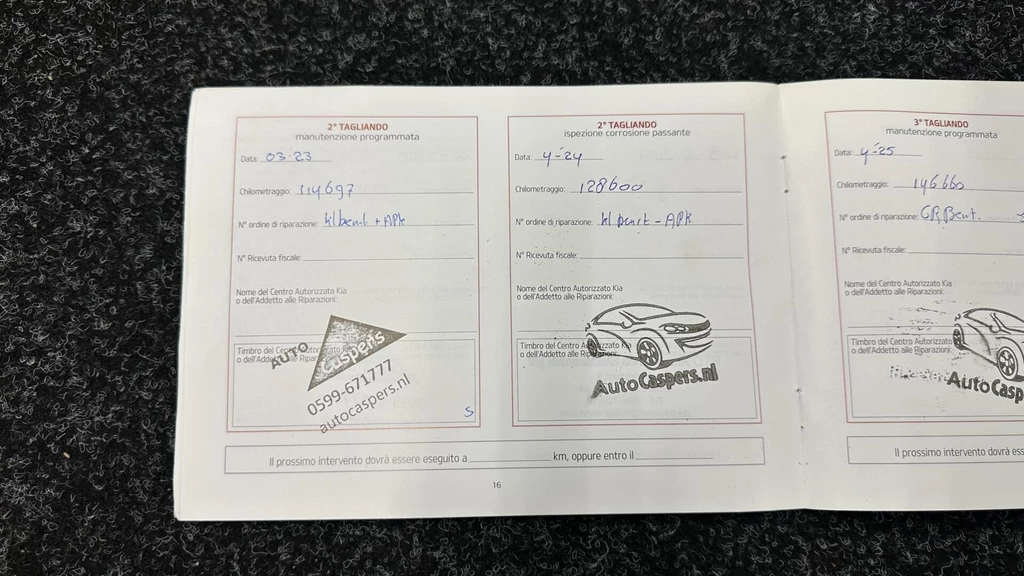 2° TAGLIANDO
manutenzione programmata
Data: 03-23
Chilometraggio: 114697
N° ordine di riparazione: + APK
N° Ricevuta fiscale:
Nome del Centro Autorizzato Kia
o dell'Addetto alle Riparazioni:
Timbro del Centro Autorizzato Kia
o dell'Addetto alle Riparazioni:
AUTO Caspers
0599-671777
autocaspers.nl
S
2° TAGLIANDO
ispezione corrosione passante
Data: 4-24
Chilometraggio: 128600
N° ordine di riparazione: - APK
N° Ricevuta fiscale:
Nome del Centro Autorizzato Kia
o dell'Addetto alle Riparazioni:
Timbro del Centro Autorizzato Kia
o dell'Addetto alle Riparazioni:
AutoCaspers.nl
Il prossimo intervento dovrà essere eseguito a km, oppure entro il
16
3° TAGLIANDO
manutenzione programmata
Data: 4-25
Chilometraggio: 146660
N° ordine di riparazione:
N° Ricevuta fiscale:
Nome del Centro Autorizzato Kia
o dell'Addetto alle Riparazioni:
Timbro del Centro Autorizzato
o dell'Addetto alle Riparazioni:
AutoCasp
Il prossimo intervento dovrà ess